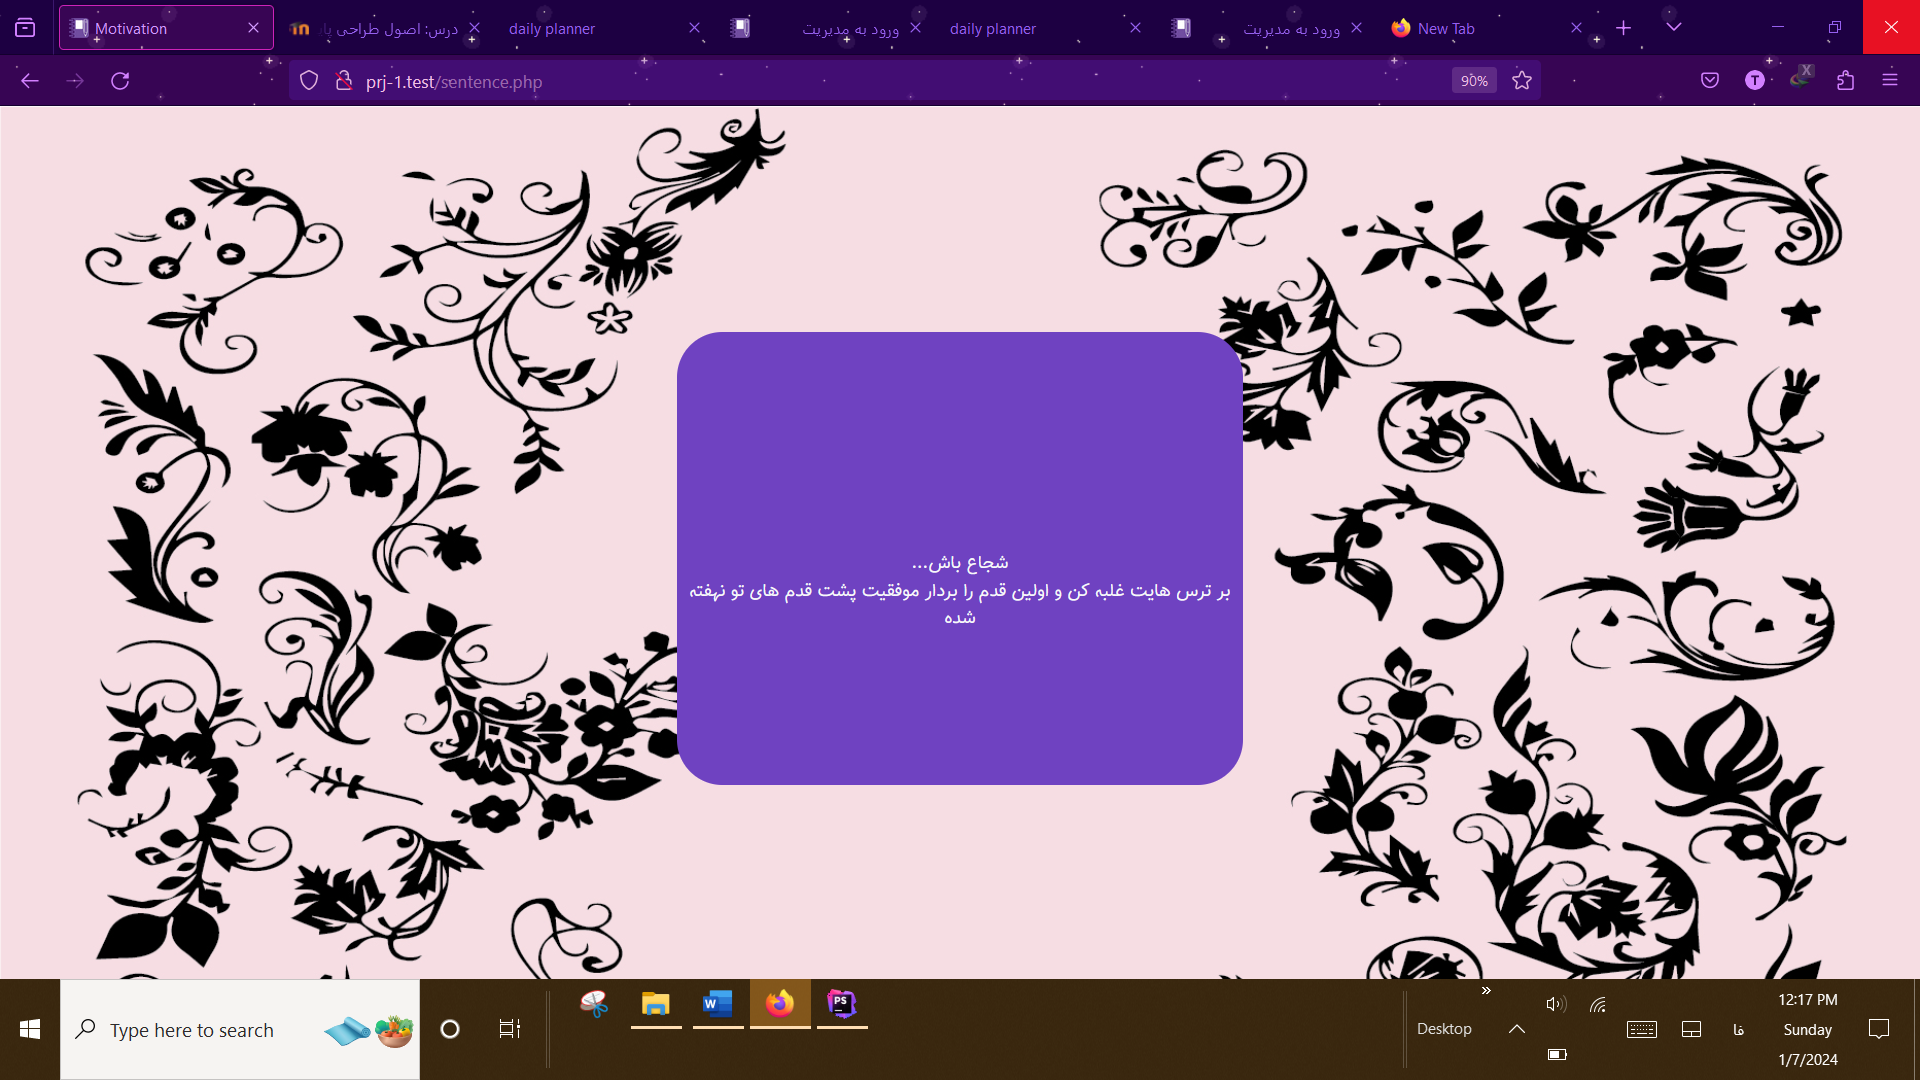 Motivation
درس: اصول طراحی پا
daily planner
ورود به مدیریت
daily planner
ورود به مدیریت
New Tab
prj-1.test/sentence.php
90%
T
X
شجاع باش...
بر ترس هایت غلبه کن و اولین قدم را بردار موفقیت پشت قدم های تو نهفته
شده
Type here to search
W
PS
Desktop
»
فا
12:17 PM
Sunday
1/7/2024